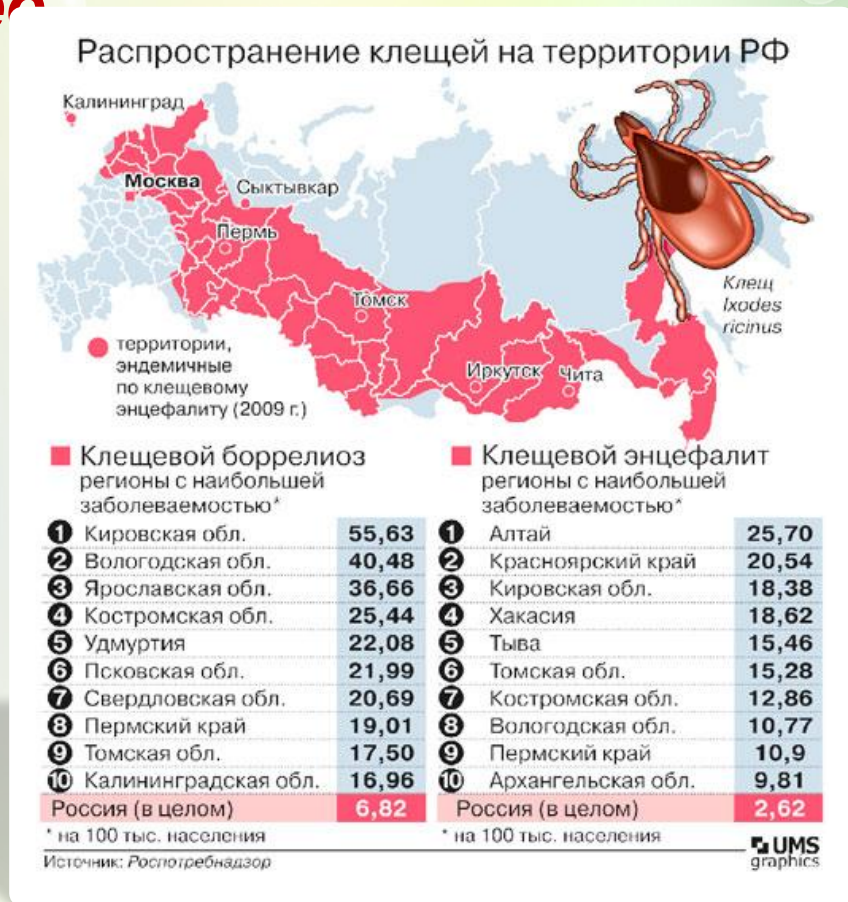 Распространение клещей на территории РФ
Калининград
Москва
Сыктывкар
Пермь
Томск
Иркутск
Чита
Клещ
Ixodes
ricinus
территории,
эндемичные
по клещевому
энцефалиту (2009 г.)
Клещевой боррелиоз
регионы с наибольшей
заболеваемостью*
1 Кировская обл. 55,63
2 Вологодская обл. 40,48
3 Ярославская обл. 36,66
4 Костромская обл. 25,44
5 Удмуртия 22,08
6 Псковская обл. 21,99
7 Свердловская обл. 20,69
8 Пермский край 19,01
9 Томская обл. 17,50
10 Калининградская обл. 16,96
Россия (в целом) 6,82
* на 100 тыс. населения
Клещевой энцефалит
регионы с наибольшей
заболеваемостью*
1 Алтай 25,70
2 Красноярский край 20,54
3 Кировская обл. 18,38
4 Хакасия 18,62
5 Тыва 15,46
6 Томская обл. 15,28
7 Костромская обл. 12,86
8 Вологодская обл. 10,77
9 Пермский край 10,9
10 Архангельская обл. 9,81
Россия (в целом) 2,62
* на 100 тыс. населения
Источник: Роспотребнадзор
UMS
graphics